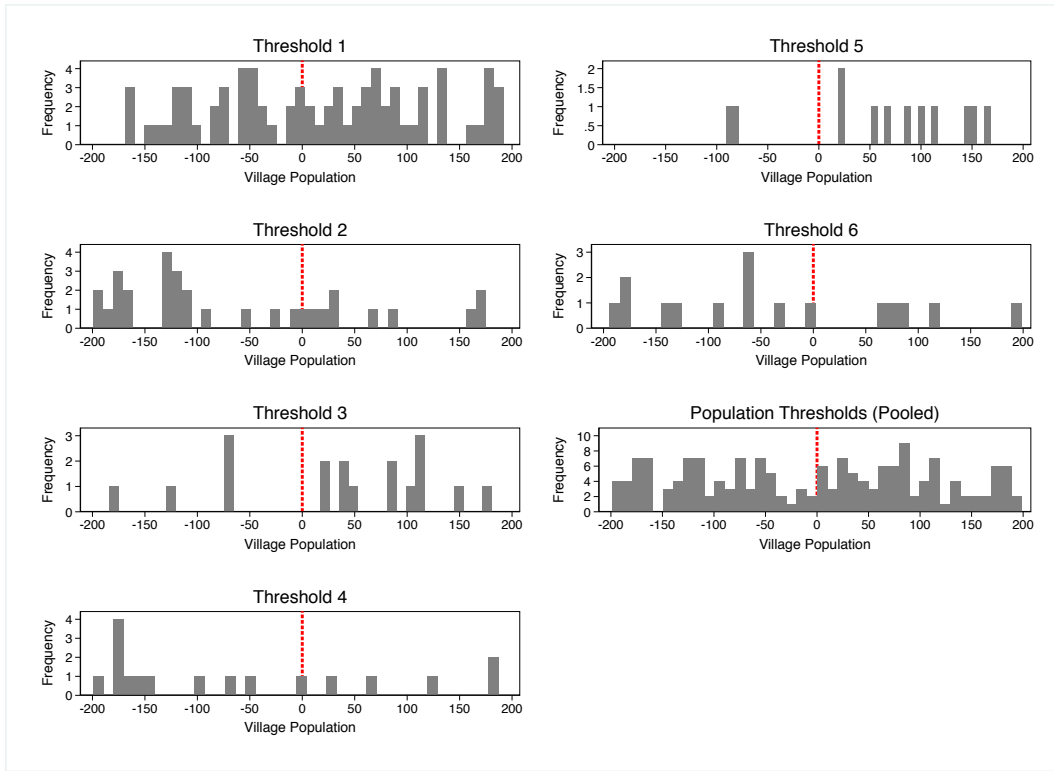 Threshold 1
Frequency
4
3
2
1
0
-200 -150 -100 -50 0 50 100 150 200
Village Population
Threshold 5
Frequency
2
1.5
1
.5
0
-200 -150 -100 -50 0 50 100 150 200
Village Population
Threshold 2
Frequency
4
3
2
1
0
-200 -150 -100 -50 0 50 100 150 200
Village Population
Threshold 6
Frequency
3
2
1
0
-200 -150 -100 -50 0 50 100 150 200
Village Population
Threshold 3
Frequency
3
2
1
0
-200 -150 -100 -50 0 50 100 150 200
Village Population
Population Thresholds (Pooled)
Frequency
10
8
6
4
2
0
-200 -150 -100 -50 0 50 100 150 200
Village Population
Threshold 4
Frequency
4
3
2
1
0
-200 -150 -100 -50 0 50 100 150 200
Village Population